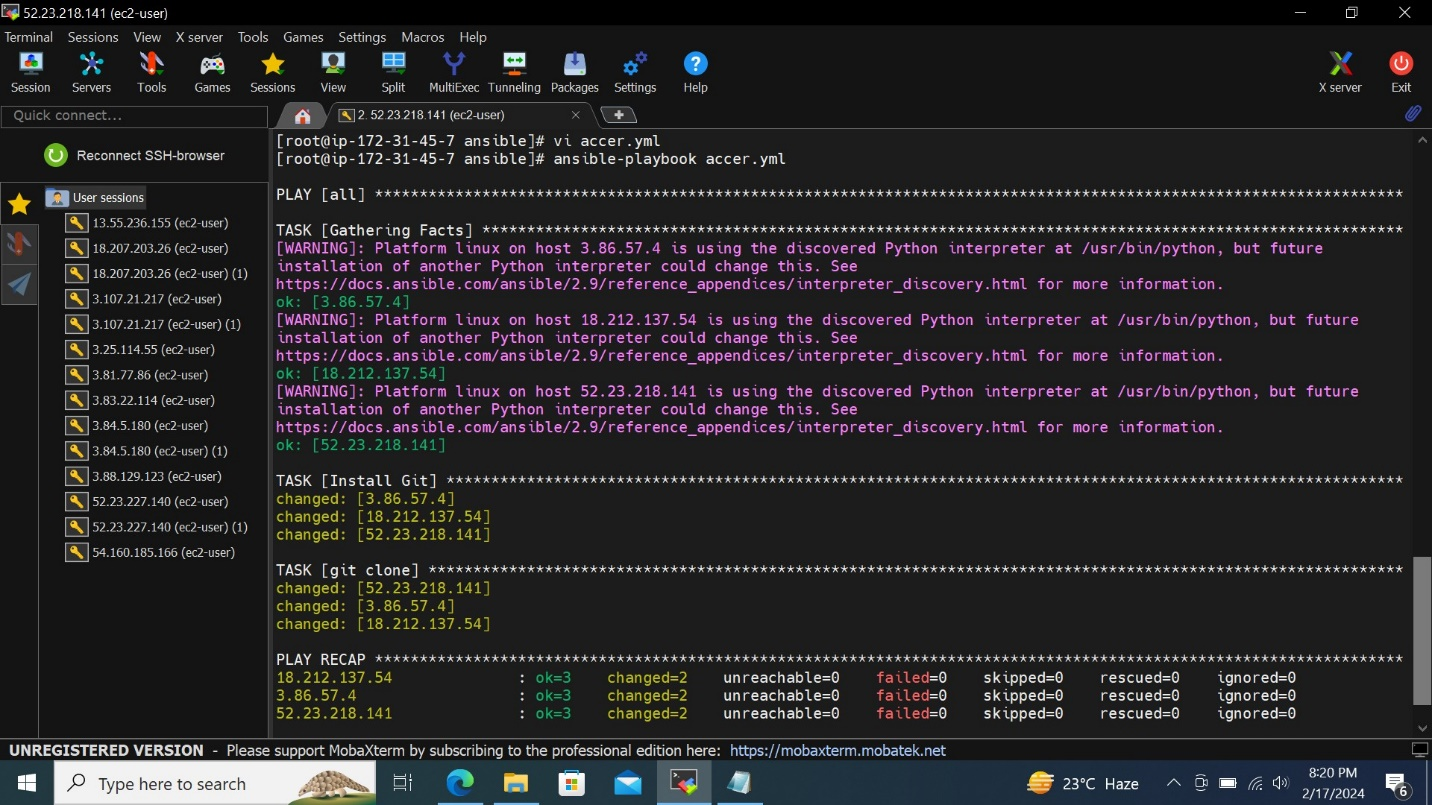 52.23.218.141 (ec2-user)
Terminal Sessions View X server Tools Games Settings Macros Help
Session Servers Tools Games Sessions View Split MultiExec Tunneling Packages Settings Help X server Exit
Quick connect...
2. 52.23.218.141 (ec2-user)
Reconnect SSH-browser
User sessions
13.55.236.155 (ec2-user)
18.207.203.26 (ec2-user)
18.207.203.26 (ec2-user) (1)
3.107.21.217 (ec2-user)
3.107.21.217 (ec2-user) (1)
3.25.114.55 (ec2-user)
3.81.77.86 (ec2-user)
3.83.22.114 (ec2-user)
3.84.5.180 (ec2-user)
3.84.5.180 (ec2-user) (1)
3.88.129.123 (ec2-user)
52.23.227.140 (ec2-user)
52.23.227.140 (ec2-user) (1)
54.160.185.166 (ec2-user)
[root@ip-172-31-45-7 ansible]# vi accer.yml
[root@ip-172-31-45-7 ansible]# ansible-playbook accer.yml
PLAY [all] *******************************************************************************************************************
TASK [Gathering Facts] *******************************************************************************************************
[WARNING]: Platform linux on host 3.86.57.4 is using the discovered Python interpreter at /usr/bin/python, but future
installation of another Python interpreter could change this. See
https://docs.ansible.com/ansible/2.9/reference_appendices/interpreter_discovery.html for more information.
ok: [3.86.57.4]
[WARNING]: Platform linux on host 18.212.137.54 is using the discovered Python interpreter at /usr/bin/python, but future
installation of another Python interpreter could change this. See
https://docs.ansible.com/ansible/2.9/reference_appendices/interpreter_discovery.html for more information.
ok: [18.212.137.54]
[WARNING]: Platform linux on host 52.23.218.141 is using the discovered Python interpreter at /usr/bin/python, but future
installation of another Python interpreter could change this. See
https://docs.ansible.com/ansible/2.9/reference_appendices/interpreter_discovery.html for more information.
ok: [52.23.218.141]
TASK [Install Git] ***********************************************************************************************************
changed: [3.86.57.4]
changed: [18.212.137.54]
changed: [52.23.218.141]
TASK [git clone] *************************************************************************************************************
changed: [52.23.218.141]
changed: [3.86.57.4]
changed: [18.212.137.54]
PLAY RECAP *******************************************************************************************************************
18.212.137.54 : ok=3 changed=2 unreachable=0 failed=0 skipped=0 rescued=0 ignored=0
3.86.57.4 : ok=3 changed=2 unreachable=0 failed=0 skipped=0 rescued=0 ignored=0
52.23.218.141 : ok=3 changed=2 unreachable=0 failed=0 skipped=0 rescued=0 ignored=0
UNREGISTERED VERSION - Please support MobaXterm by subscribing to the professional edition here: https://mobaxterm.mobatek.net
Type here to search
23°C Haze
8:20 PM
2/17/2024
6